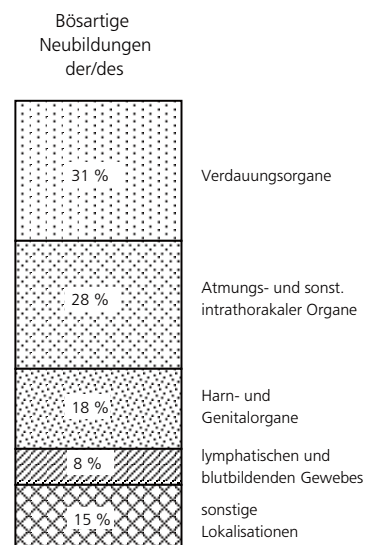 Bösartige
Neubildungen
der/des
31 %
Verdauungsorgane
28 %
Atmungs- und sonst.
intrathorakaler Organe
18 %
Harn- und
Genitalorgane
8 %
lymphatischen und
blutbildenden Gewebes
15 %
sonstige
Lokalisationen